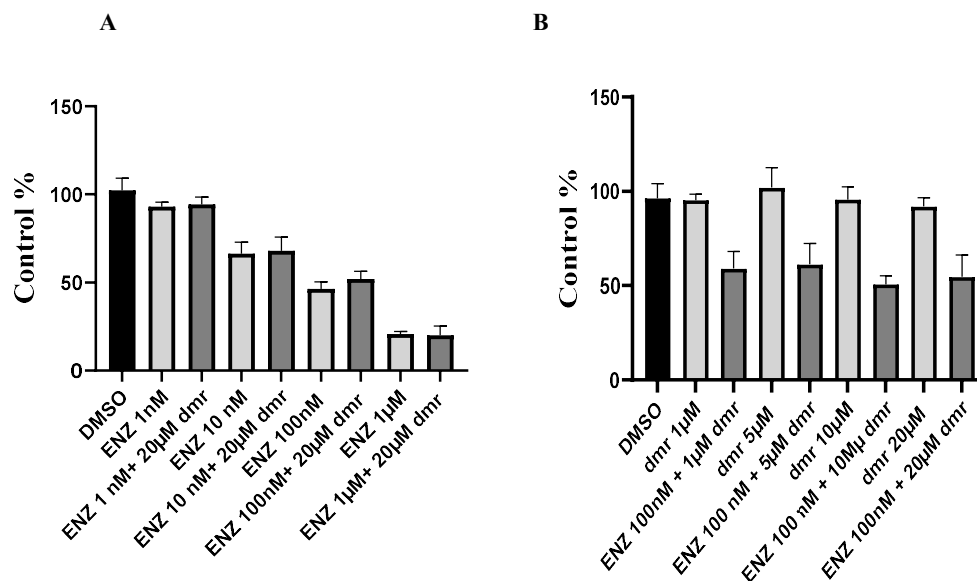 A
Control %
150
100
50
0
DMSO
ENZ 1nM
ENZ 1 nM+ 20µM dmr
ENZ 10 nM
ENZ 10 nM+ 20µM dmr
ENZ 100nM
ENZ 100nM+ 20µM dmr
ENZ 1µM
ENZ 1µM+ 20µM dmr
B
Control %
150
100
50
0
DMSO
dmr 1µM
ENZ 100nM + 1µM dmr
dmr 5µM
ENZ 100 nM + 5µM dmr
dmr 10µM
ENZ 100 nM + 10Mµ dmr
dmr 20µM
ENZ 100nM + 20µM dmr